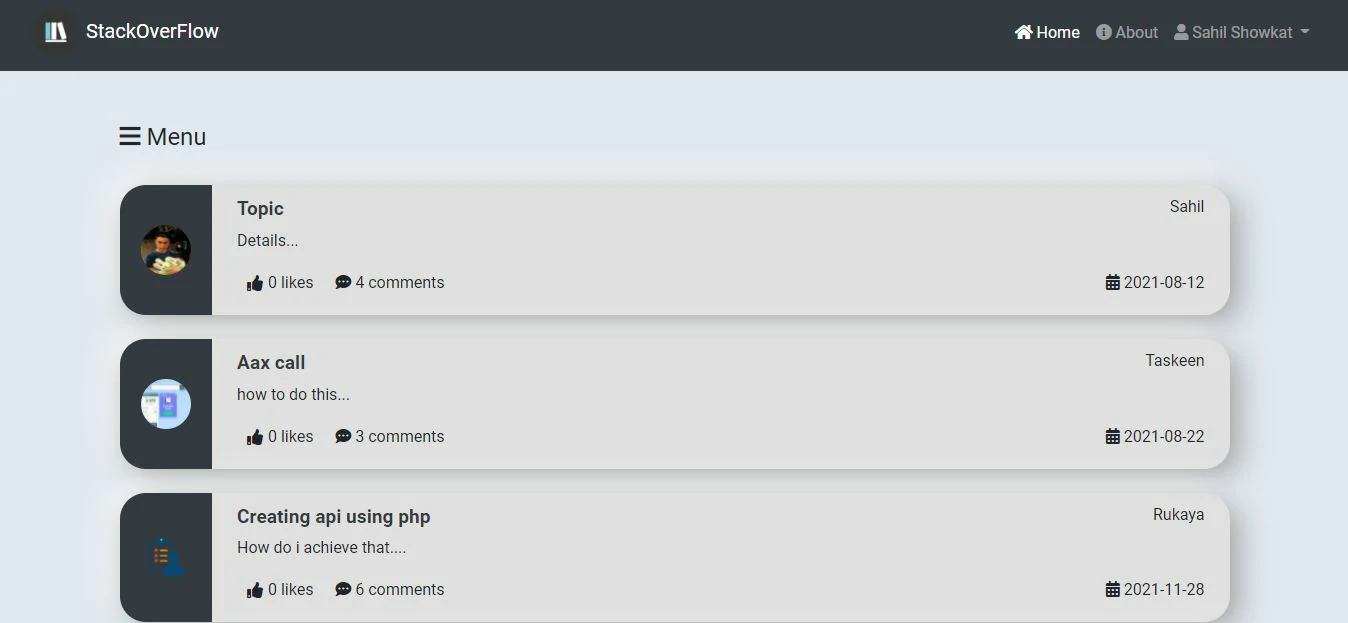 StackOverFlow
Home About Sahil Showkat
Menu
Topic Sahil
Details...
0 likes 4 comments 2021-08-12
Aax call Taskeen
how to do this...
0 likes 3 comments 2021-08-22
Creating api using php Rukaya
How do i achieve that....
0 likes 6 comments 2021-11-28